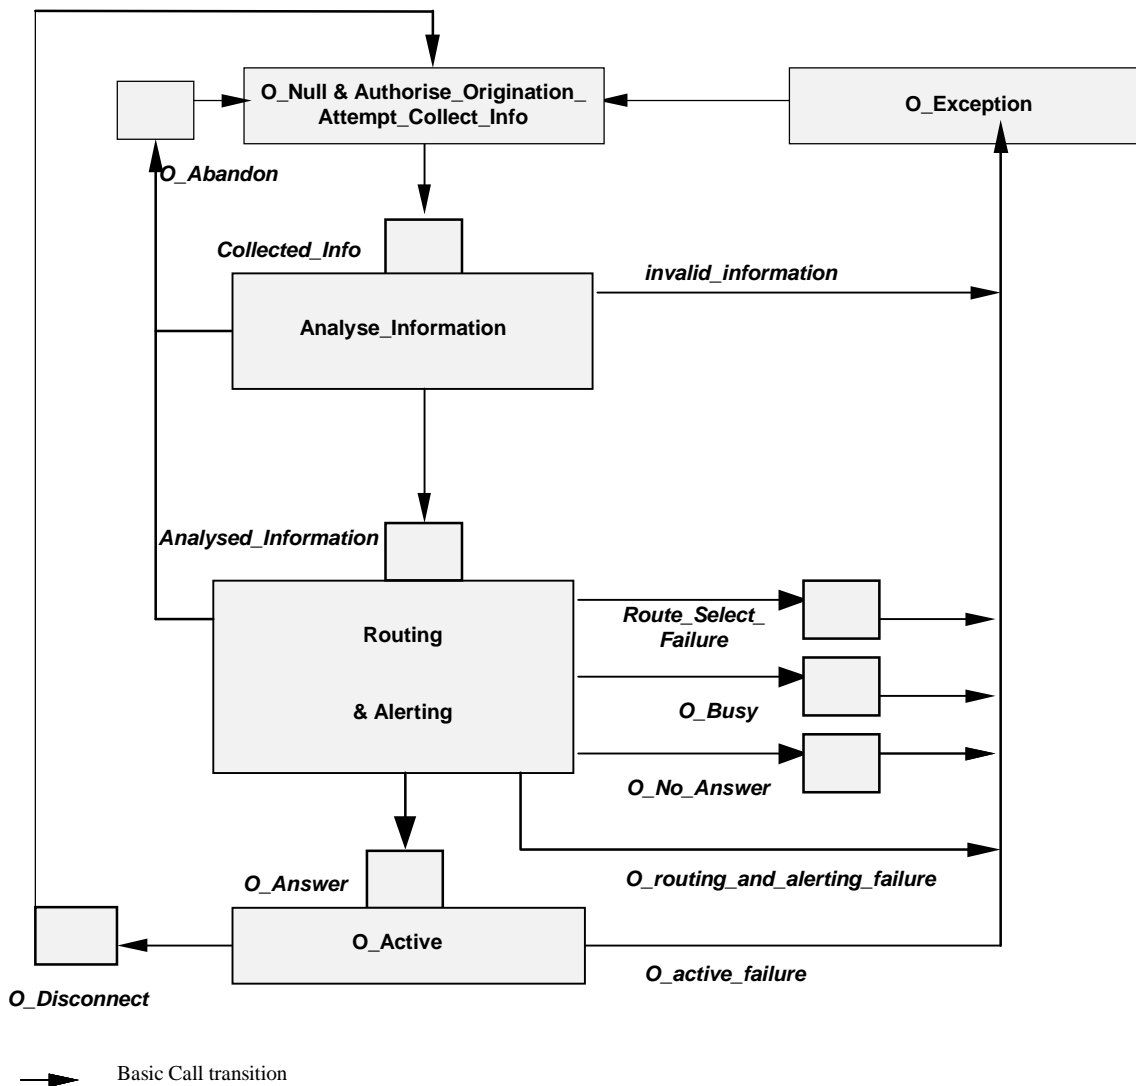 O_Null & Authorise_Origination_
Attempt_Collect_Info
O_Exception
O_Abandon
Collected_Info
invalid_information
Analyse_Information
Analysed_Information
Routing
& Alerting
Route_Select_
Failure
O_Busy
O_No_Answer
O_routing_and_alerting_failure
O_Answer
O_Active
O_active_failure
O_Disconnect
Basic Call transition